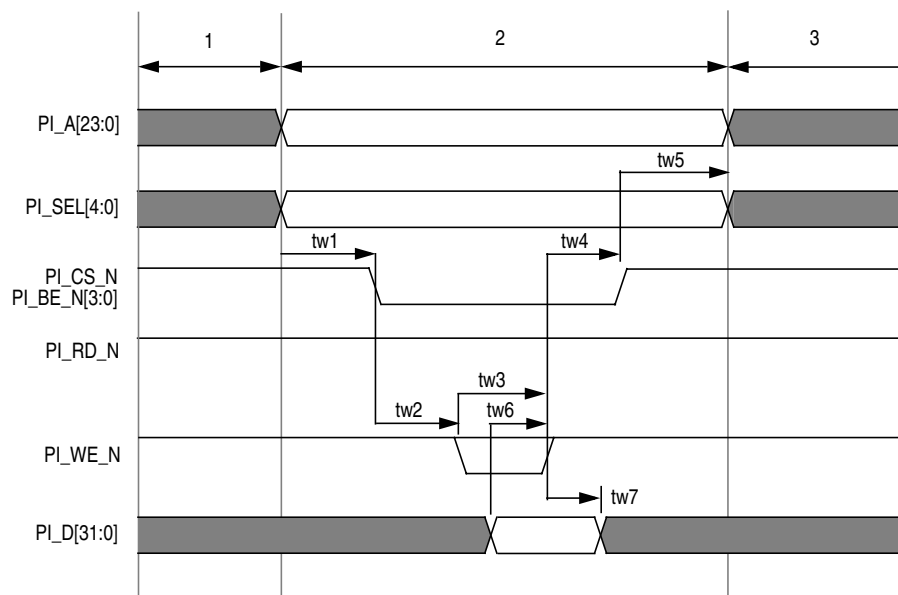 1 2 3
PI_A[23:0]
tw5
PI_SEL[4:0]
tw1 tw4
PI_CS_N
PI_BE_N[3:0]
PI_RD_N
tw3
tw2 tw6
PI_WE_N
tw7
PI_D[31:0]